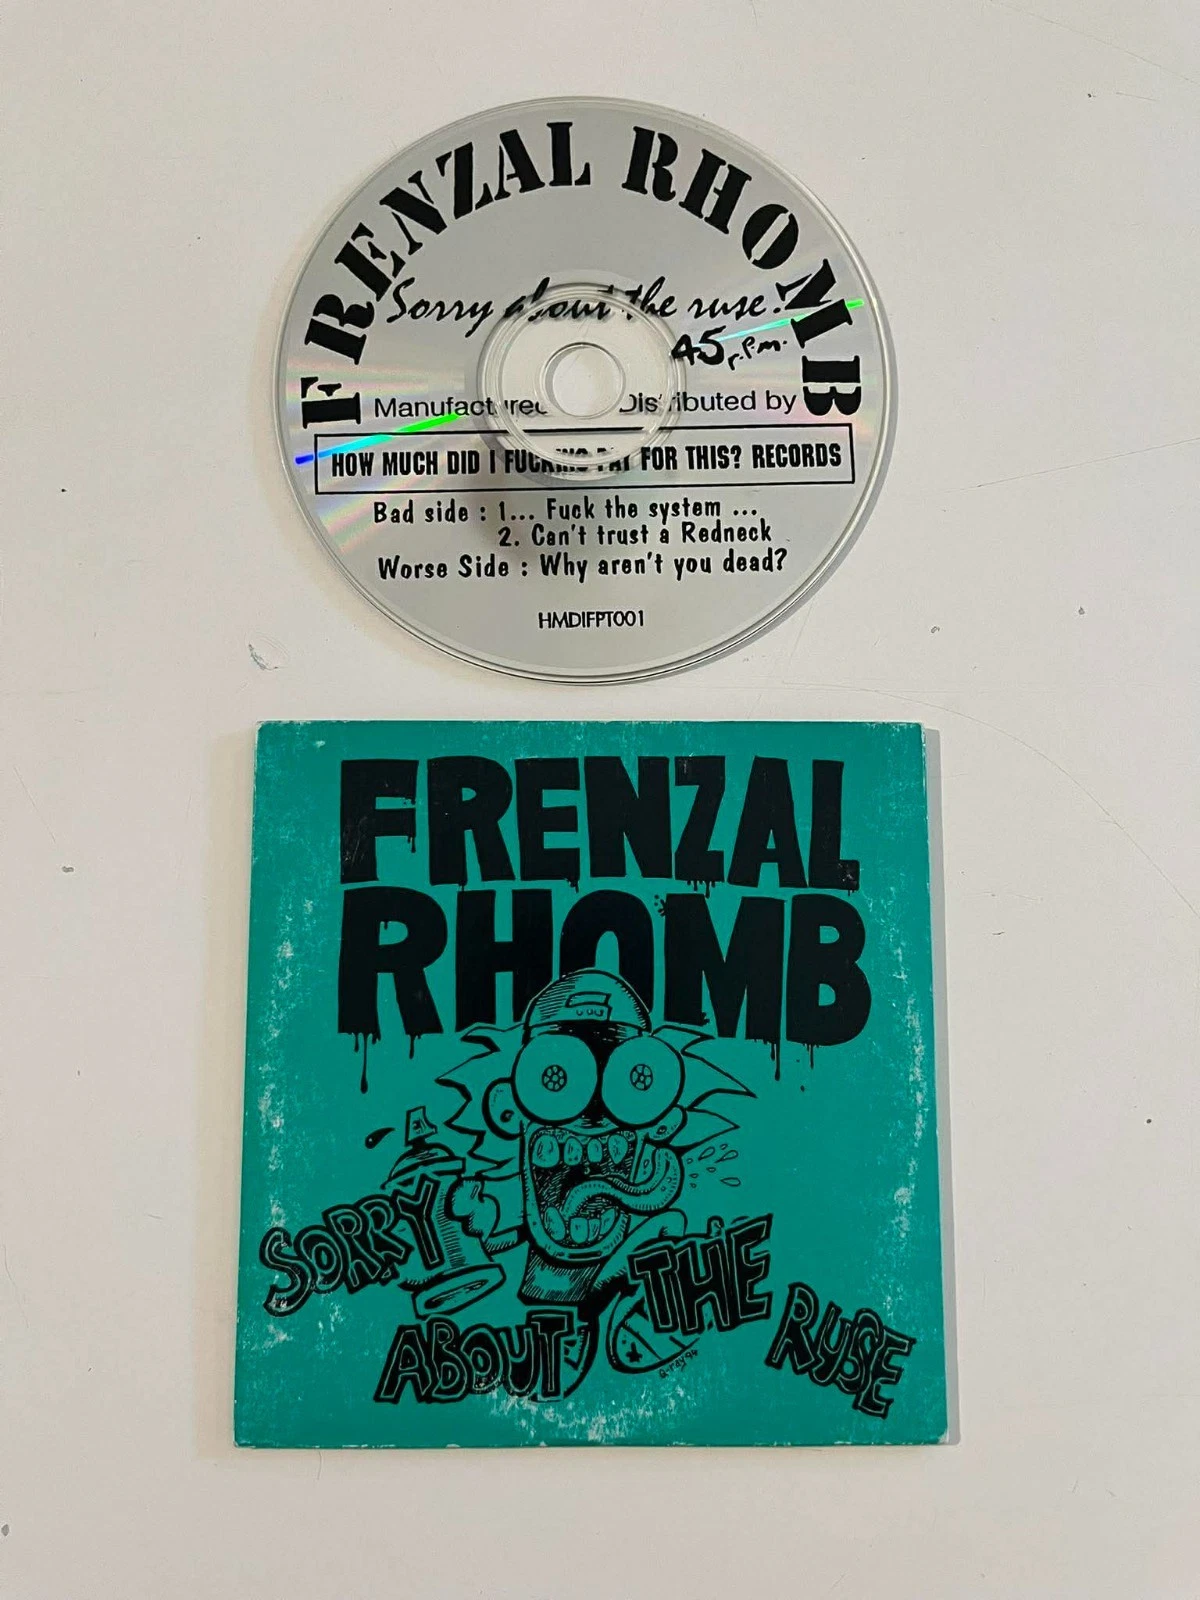 FRENZAL RHOMB
Sorry about the ruse!
45 r.p.m.
Manufactured Distributed by
HOW MUCH DID I FUCKING PAY FOR THIS? RECORDS
Bad side : 1... Fuck the system ...
2. Can't trust a Redneck
Worse Side : Why aren't you dead?
HMDIFPT001
FRENZAL
RHOMB
SORRY
ABOUT
THE
RUSE